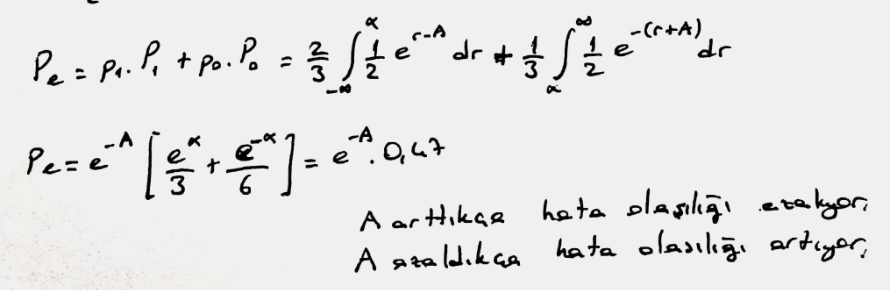 P_e = p_1 . P_1 + p_0 . P_0 = \frac{2}{3} \int_{-\infty}^{\alpha} \frac{1}{2} e^{r-A} dr + \frac{1}{3} \int_{\alpha}^{\infty} \frac{1}{2} e^{-(r+A)} dr
P_e = e^{-A} \left[ \frac{e^{\alpha}}{3} + \frac{e^{-\alpha}}{6} \right] = e^{-A} . 0,47
A arttıkça hata olasılığı azalıyor,
A azaldıkça hata olasılığı artıyor,